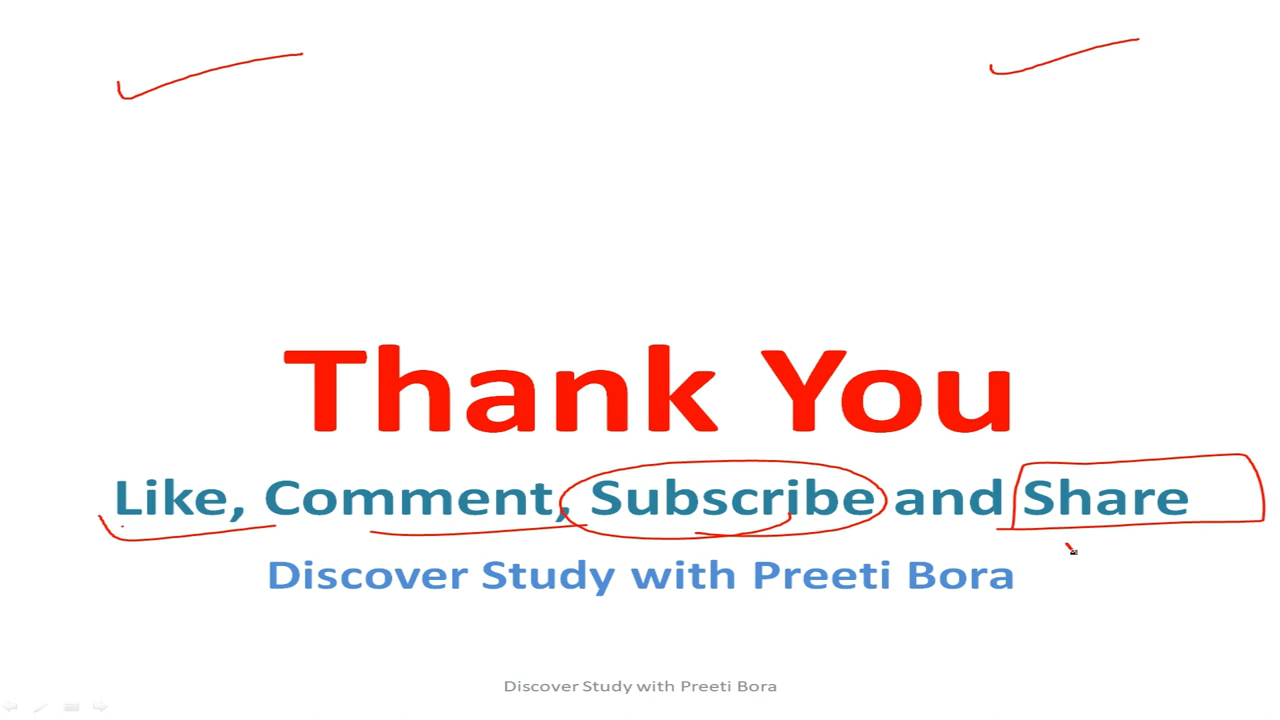 Thank You
Like, Comment, Subscribe and Share
Discover Study with Preeti Bora
Discover Study with Preeti Bora